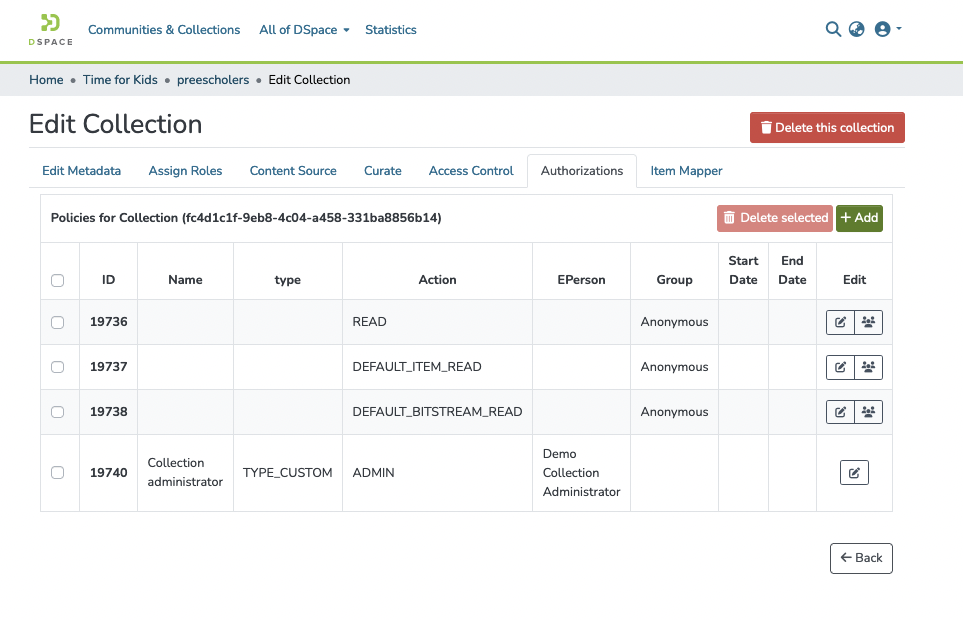 DSPACE
Communities & Collections All of DSpace Statistics
Home • Time for Kids • preescholers • Edit Collection
Edit Collection
Delete this collection
Edit Metadata Assign Roles Content Source Curate Access Control Authorizations Item Mapper
Policies for Collection (fc4d1c1f-9eb8-4c04-a458-331ba8856b14)
Delete selected + Add
ID Name type Action EPerson Group Start Date End Date Edit
19736 READ Anonymous
19737 DEFAULT_ITEM_READ Anonymous
19738 DEFAULT_BITSTREAM_READ Anonymous
19740 Collection administrator TYPE_CUSTOM ADMIN Demo Collection Administrator
← Back